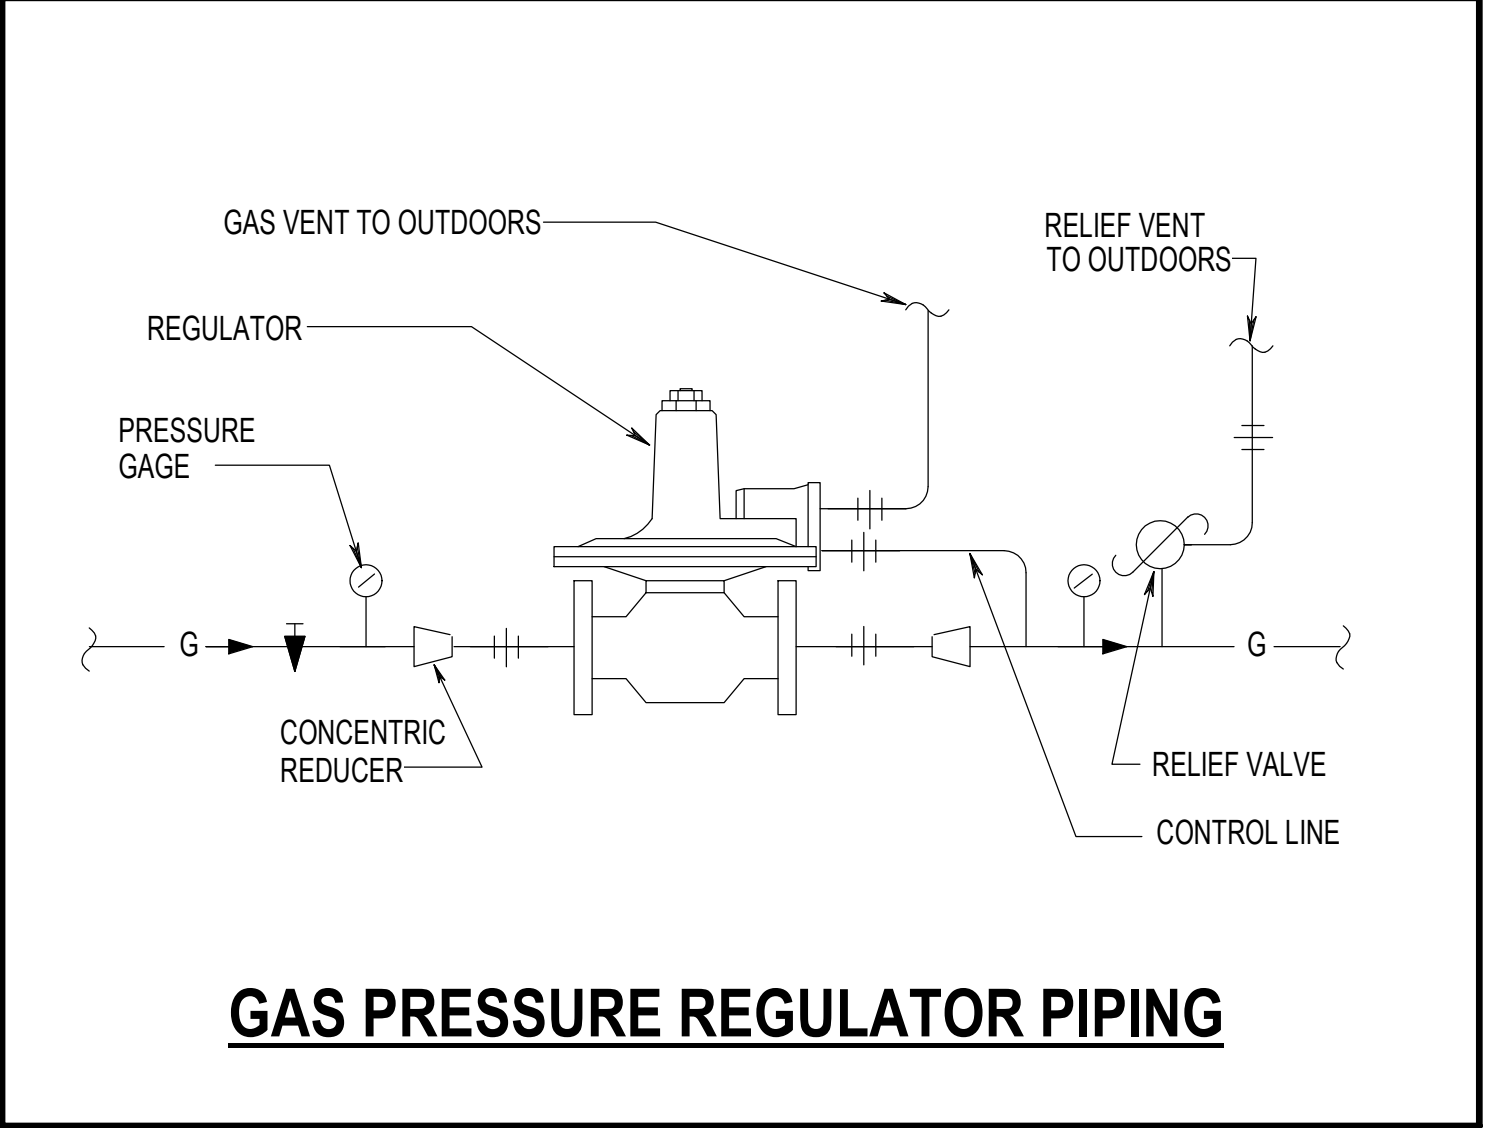 GAS VENT TO OUTDOORS
RELIEF VENT
TO OUTDOORS
REGULATOR
PRESSURE
GAGE
G
G
CONCENTRIC
REDUCER
RELIEF VALVE
CONTROL LINE
GAS PRESSURE REGULATOR PIPING